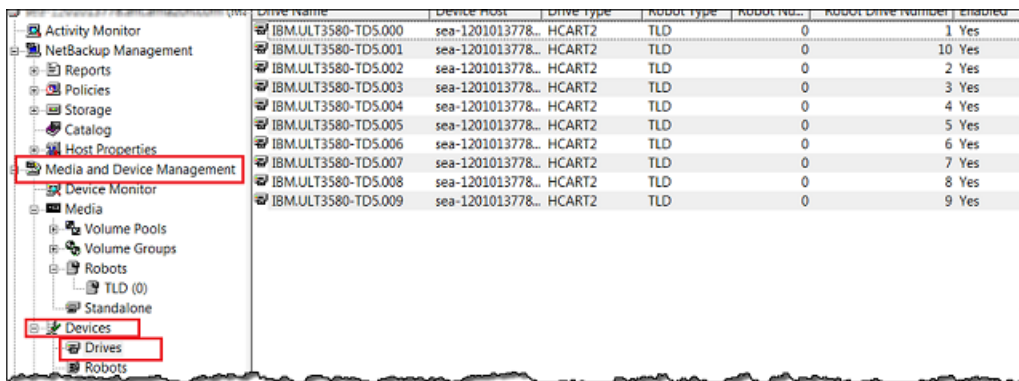 Drive Name Device Host Drive Type Robot Type Robot Nu... Robot Drive Number Enabled
Activity Monitor
NetBackup Management
Reports
Policies
Storage
Catalog
Host Properties
Media and Device Management
Device Monitor
Media
Volume Pools
Volume Groups
Robots
TLD (0)
Standalone
Devices
Drives
Robots
IBM.ULT3580-TD5.000 sea-1201013778... HCART2 TLD 0 1 Yes
IBM.ULT3580-TD5.001 sea-1201013778... HCART2 TLD 0 10 Yes
IBM.ULT3580-TD5.002 sea-1201013778... HCART2 TLD 0 2 Yes
IBM.ULT3580-TD5.003 sea-1201013778... HCART2 TLD 0 3 Yes
IBM.ULT3580-TD5.004 sea-1201013778... HCART2 TLD 0 4 Yes
IBM.ULT3580-TD5.005 sea-1201013778... HCART2 TLD 0 5 Yes
IBM.ULT3580-TD5.006 sea-1201013778... HCART2 TLD 0 6 Yes
IBM.ULT3580-TD5.007 sea-1201013778... HCART2 TLD 0 7 Yes
IBM.ULT3580-TD5.008 sea-1201013778... HCART2 TLD 0 8 Yes
IBM.ULT3580-TD5.009 sea-1201013778... HCART2 TLD 0 9 Yes